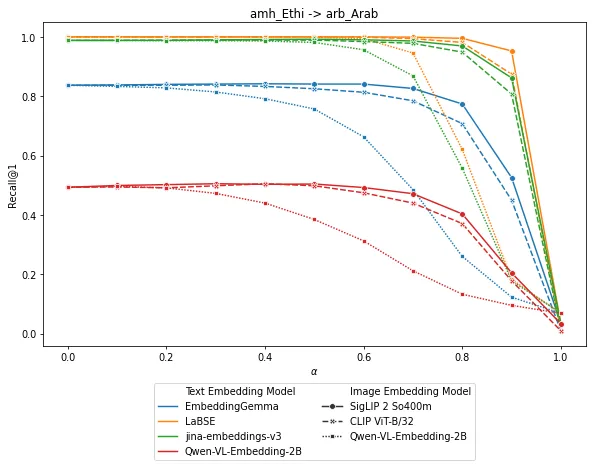 amh_Ethi -> arb_Arab
Recall@1
1.0
0.8
0.6
0.4
0.2
0.0
0.0 0.2 0.4 0.6 0.8 1.0
α
Text Embedding Model
EmbeddingGemma
LaBSE
jina-embeddings-v3
Qwen-VL-Embedding-2B
Image Embedding Model
SigLIP 2 So400m
CLIP ViT-B/32
Qwen-VL-Embedding-2B